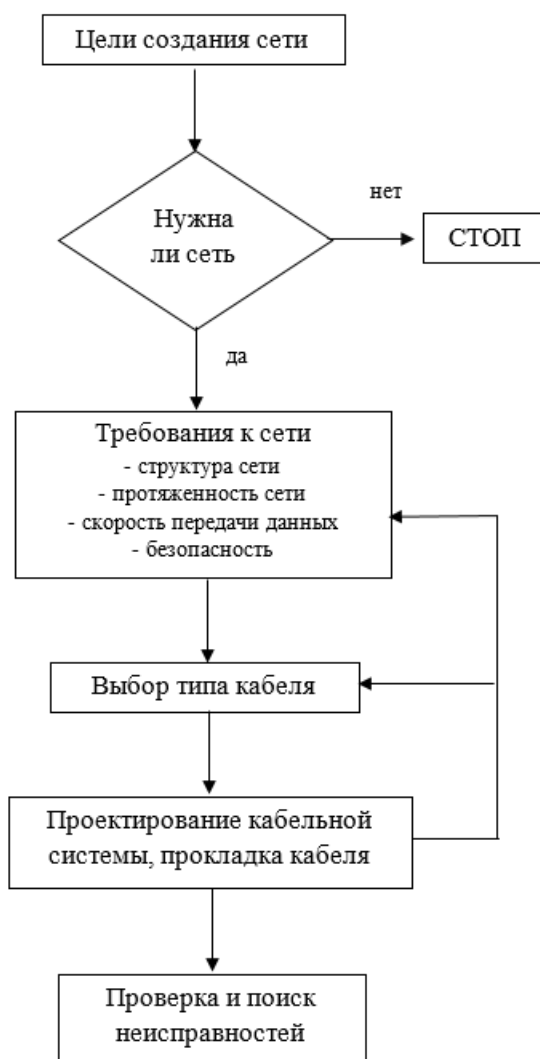 Цели создания сети
Нужна
ли сеть
нет
СТОП
да
Требования к сети
- структура сети
- протяженность сети
- скорость передачи данных
- безопасность
Выбор типа кабеля
Проектирование кабельной
системы, прокладка кабеля
Проверка и поиск
неисправностей